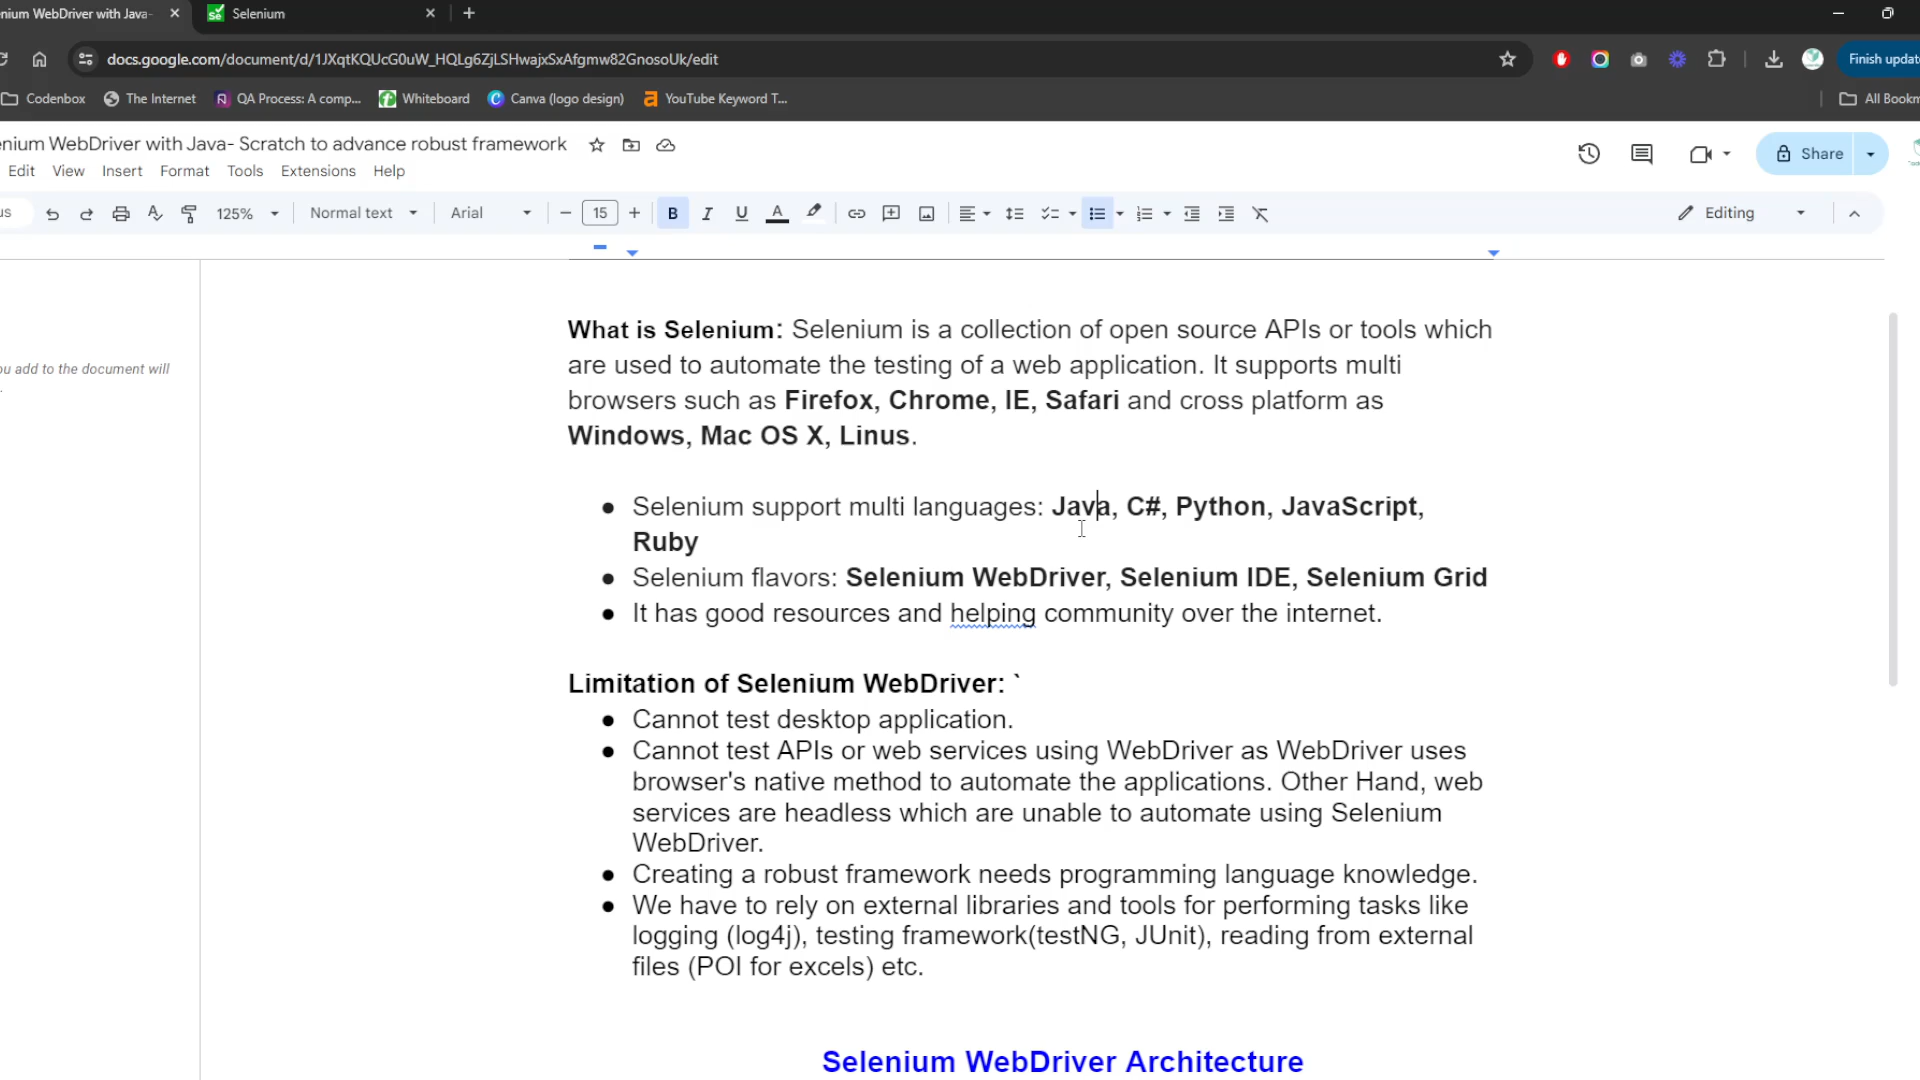 nium WebDriver with Java-
Selenium
docs.google.com/document/d/1JXqtKQUcG0uW_HQLg6ZjLSHwajxSxAfgmw82GnosoUk/edit
Finish updat
Codenbox
The Internet
QA Process: A comp...
Whiteboard
Canva (logo design)
YouTube Keyword T...
All Bookm
enium WebDriver with Java- Scratch to advance robust framework
Edit View Insert Format Tools Extensions Help
Share
us
125%
Normal text
Arial
15
Editing
ou add to the document will
.
What is Selenium: Selenium is a collection of open source APIs or tools which
are used to automate the testing of a web application. It supports multi
browsers such as Firefox, Chrome, IE, Safari and cross platform as
Windows, Mac OS X, Linus.
● Selenium support multi languages: Java, C#, Python, JavaScript,
Ruby
● Selenium flavors: Selenium WebDriver, Selenium IDE, Selenium Grid
● It has good resources and helping community over the internet.
Limitation of Selenium WebDriver: `
● Cannot test desktop application.
● Cannot test APIs or web services using WebDriver as WebDriver uses
browser's native method to automate the applications. Other Hand, web
services are headless which are unable to automate using Selenium
WebDriver.
● Creating a robust framework needs programming language knowledge.
● We have to rely on external libraries and tools for performing tasks like
logging (log4j), testing framework(testNG, JUnit), reading from external
files (POI for excels) etc.
Selenium WebDriver Architecture